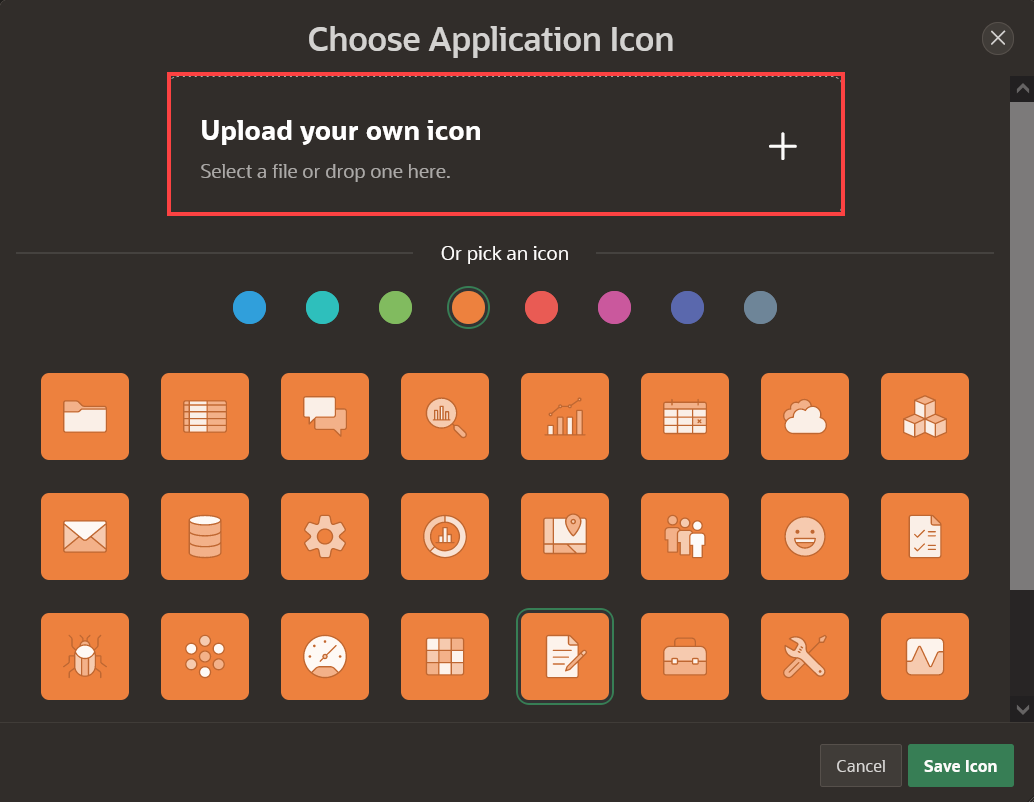 Choose Application Icon
Upload your own icon
Select a file or drop one here.
Or pick an icon
Cancel
Save Icon